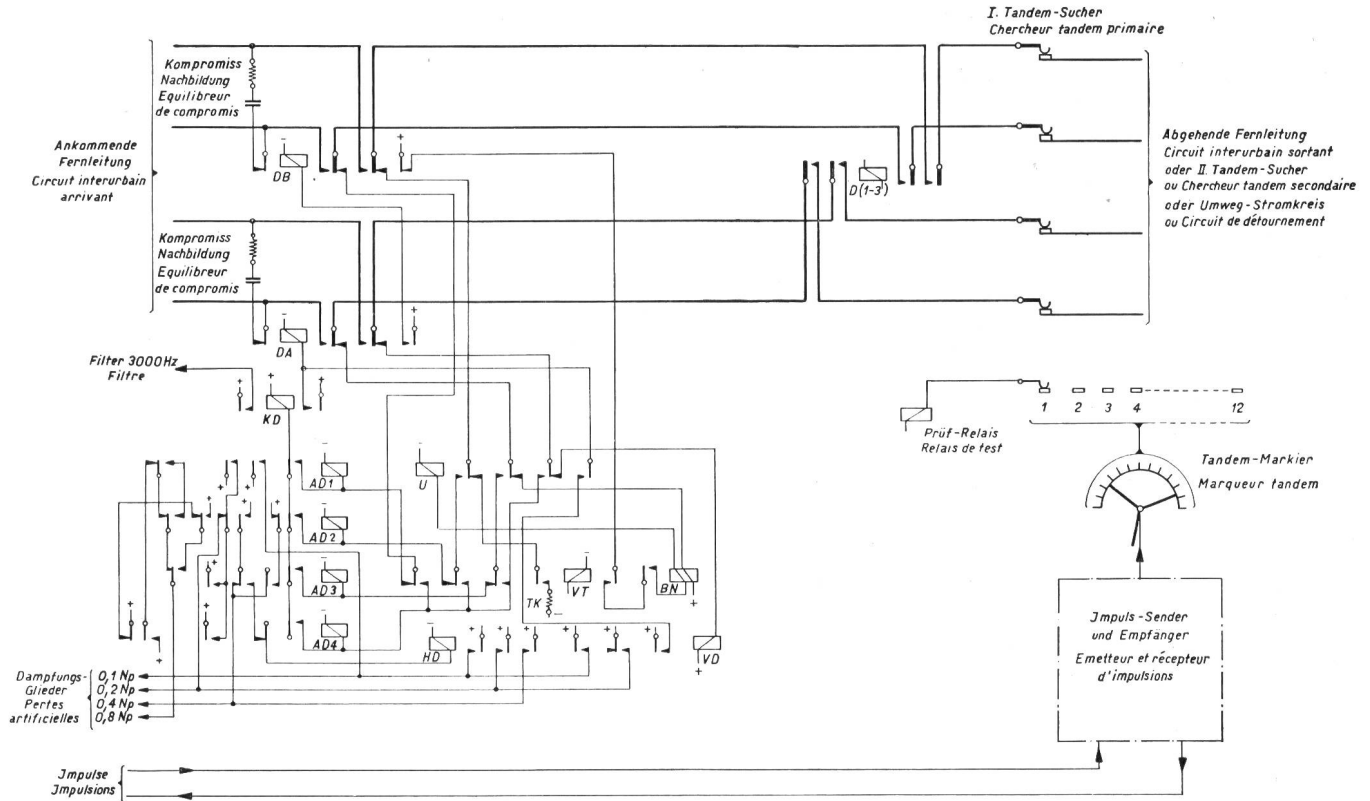 I. Tandem-Sucher
Chercheur tandem primaire
Kompromiss
Nachbildung
Equilibreur
de compromis
Ankommende
Fernleitung
Circuit interurbain
arrivant
Kompromiss
Nachbildung
Equilibreur
de compromis
DB
D(1-3)
Abgehende Fernleitung
Circuit interurbain sortant
oder II. Tandem-Sucher
ou Chercheur tandem secondaire
oder Umweg-Stromkreis
ou Circuit de détournement
DA
Filter 3000Hz
Filtre
KD
Prüf-Relais
Relais de test
1 2 3 4 12
Tandem-Markier
Marqueur tandem
AD1
U
AD2
AD3
TK
VT
BN
AD4
HD
VD
Jmpuls-Sender
und Empfänger
Emetteur et récepteur
d'impulsions
Dämpfungs-
Glieder
Pertes
artificielles
0,1 Np
0,2 Np
0,4 Np
0,8 Np
Jmpulse
Jmpulsions